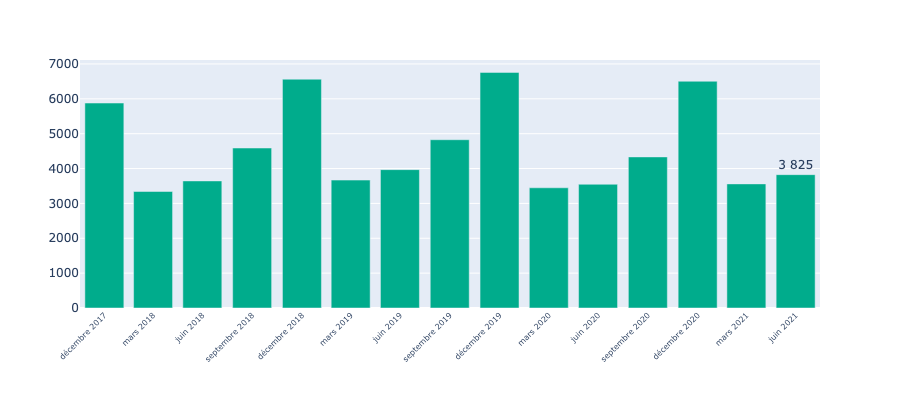 7000
6000
5000
4000
3000
2000
1000
0
3 825
décembre 2017
mars 2018
juin 2018
septembre 2018
décembre 2018
mars 2019
juin 2019
septembre 2019
décembre 2019
mars 2020
juin 2020
septembre 2020
décembre 2020
mars 2021
juin 2021